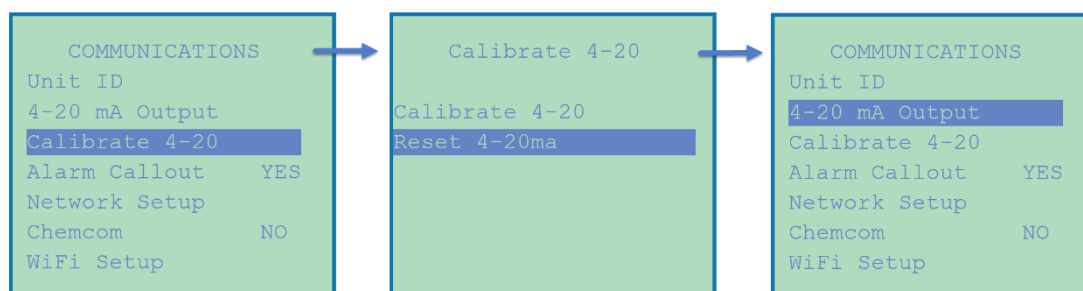 COMMUNICATIONS
Unit ID
4-20 mA Output
Calibrate 4-20
Alarm Callout YES
Network Setup
Chemcom NO
WiFi Setup
Calibrate 4-20
Calibrate 4-20
Reset 4-20ma
COMMUNICATIONS
Unit ID
4-20 mA Output
Calibrate 4-20
Alarm Callout YES
Network Setup
Chemcom NO
WiFi Setup